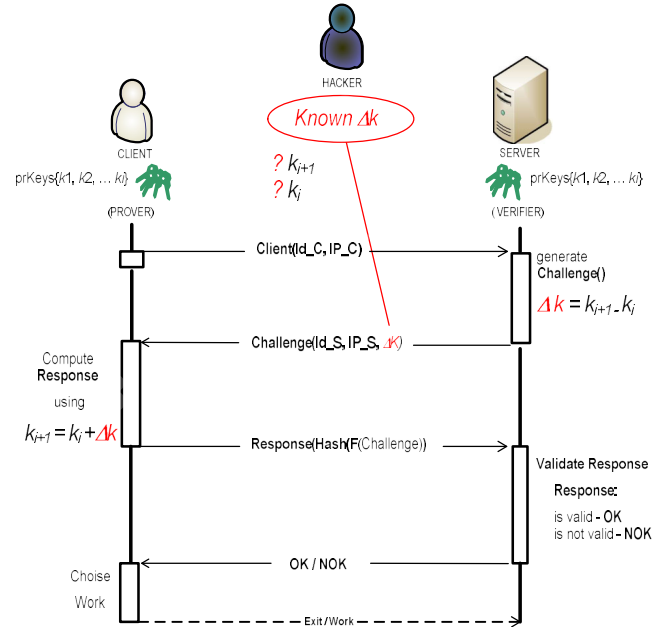 HACKER
Known Δk
CLIENT
SERVER
prKeys{k1, k2, ... ki}
? ki+1
? ki
prKeys{k1, k2, ... ki}
(PROVER)
(VERIFIER)
Client(Id_C, IP_C)
generate
Challenge()
Δk = ki+1 - ki
Challenge(Id_S, IP_S, ΔK)
Compute
Response
using
ki+1 = ki + Δk
Response(Hash(F(Challenge))
Validate Response
Response:
is valid - OK
is not valid - NOK
OK / NOK
Choise
Work
Exit / Work